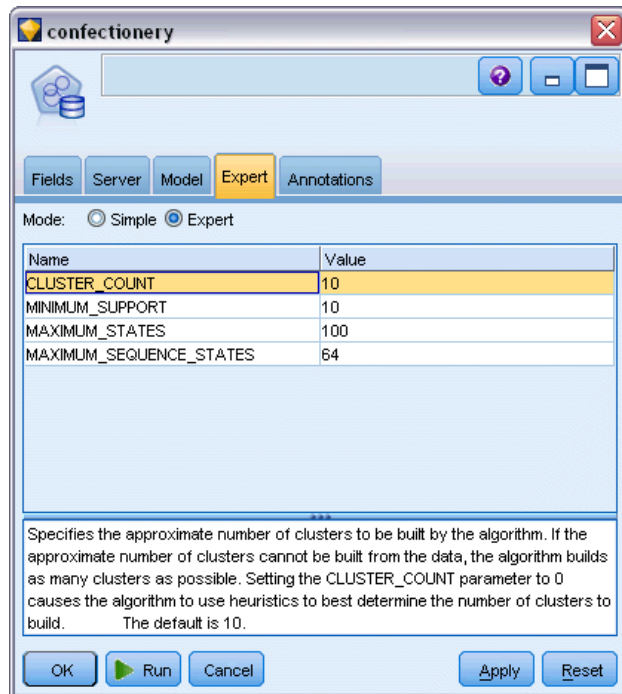 confectionery
Fields Server Model Expert Annotations
Mode: Simple Expert
Name Value
CLUSTER_COUNT 10
MINIMUM_SUPPORT 10
MAXIMUM_STATES 100
MAXIMUM_SEQUENCE_STATES 64
Specifies the approximate number of clusters to be built by the algorithm. If the
approximate number of clusters cannot be built from the data, the algorithm builds
as many clusters as possible. Setting the CLUSTER_COUNT parameter to 0
causes the algorithm to use heuristics to best determine the number of clusters to
build. The default is 10.
OK Run Cancel Apply Reset